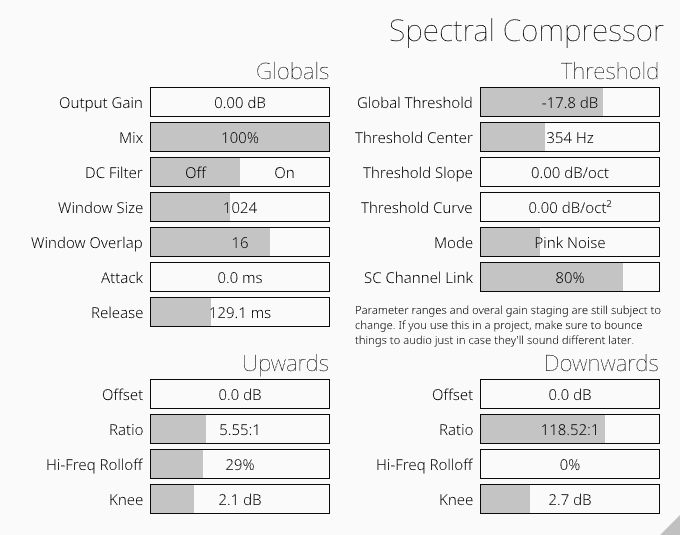 Spectral Compressor
Globals
Output Gain 0.00 dB
Mix 100%
DC Filter Off On
Window Size 1024
Window Overlap 16
Attack 0.0 ms
Release 129.1 ms
Threshold
Global Threshold -17.8 dB
Threshold Center 354 Hz
Threshold Slope 0.00 dB/oct
Threshold Curve 0.00 dB/oct²
Mode Pink Noise
SC Channel Link 80%
Parameter ranges and overal gain staging are still subject to
change. If you use this in a project, make sure to bounce
things to audio just in case they'll sound different later.
Upwards
Offset 0.0 dB
Ratio 5.55:1
Hi-Freq Rolloff 29%
Knee 2.1 dB
Downwards
Offset 0.0 dB
Ratio 118.52:1
Hi-Freq Rolloff 0%
Knee 2.7 dB